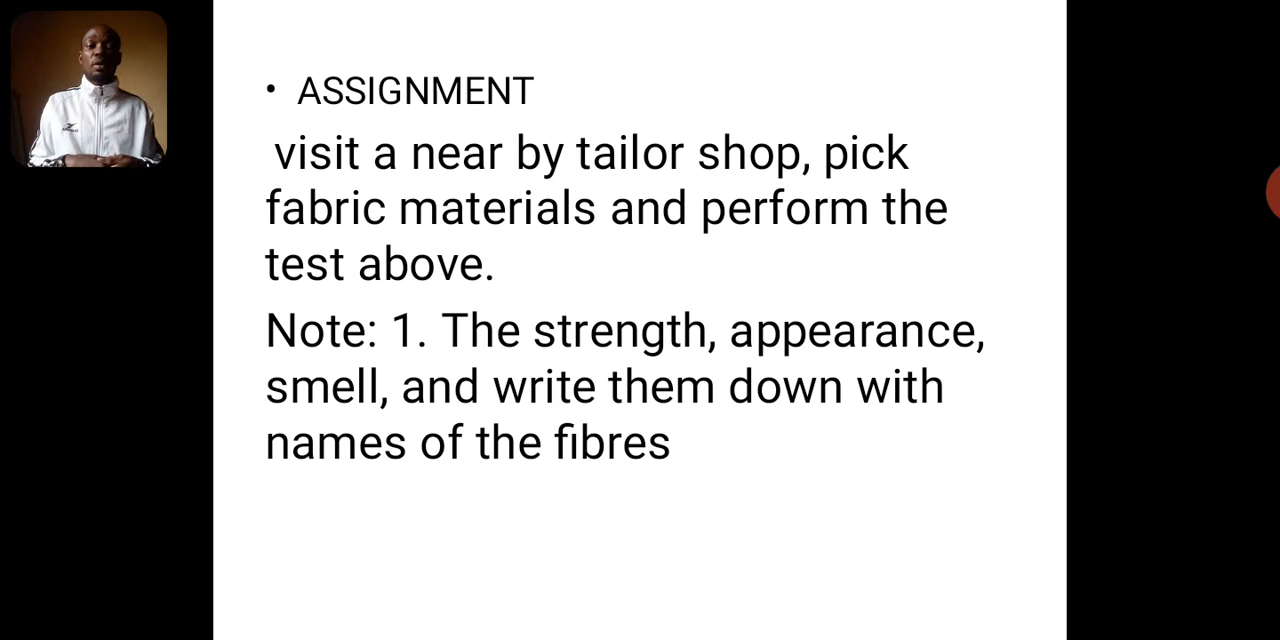 • ASSIGNMENT
visit a near by tailor shop, pick
fabric materials and perform the
test above.
Note: 1. The strength, appearance,
smell, and write them down with
names of the fibres